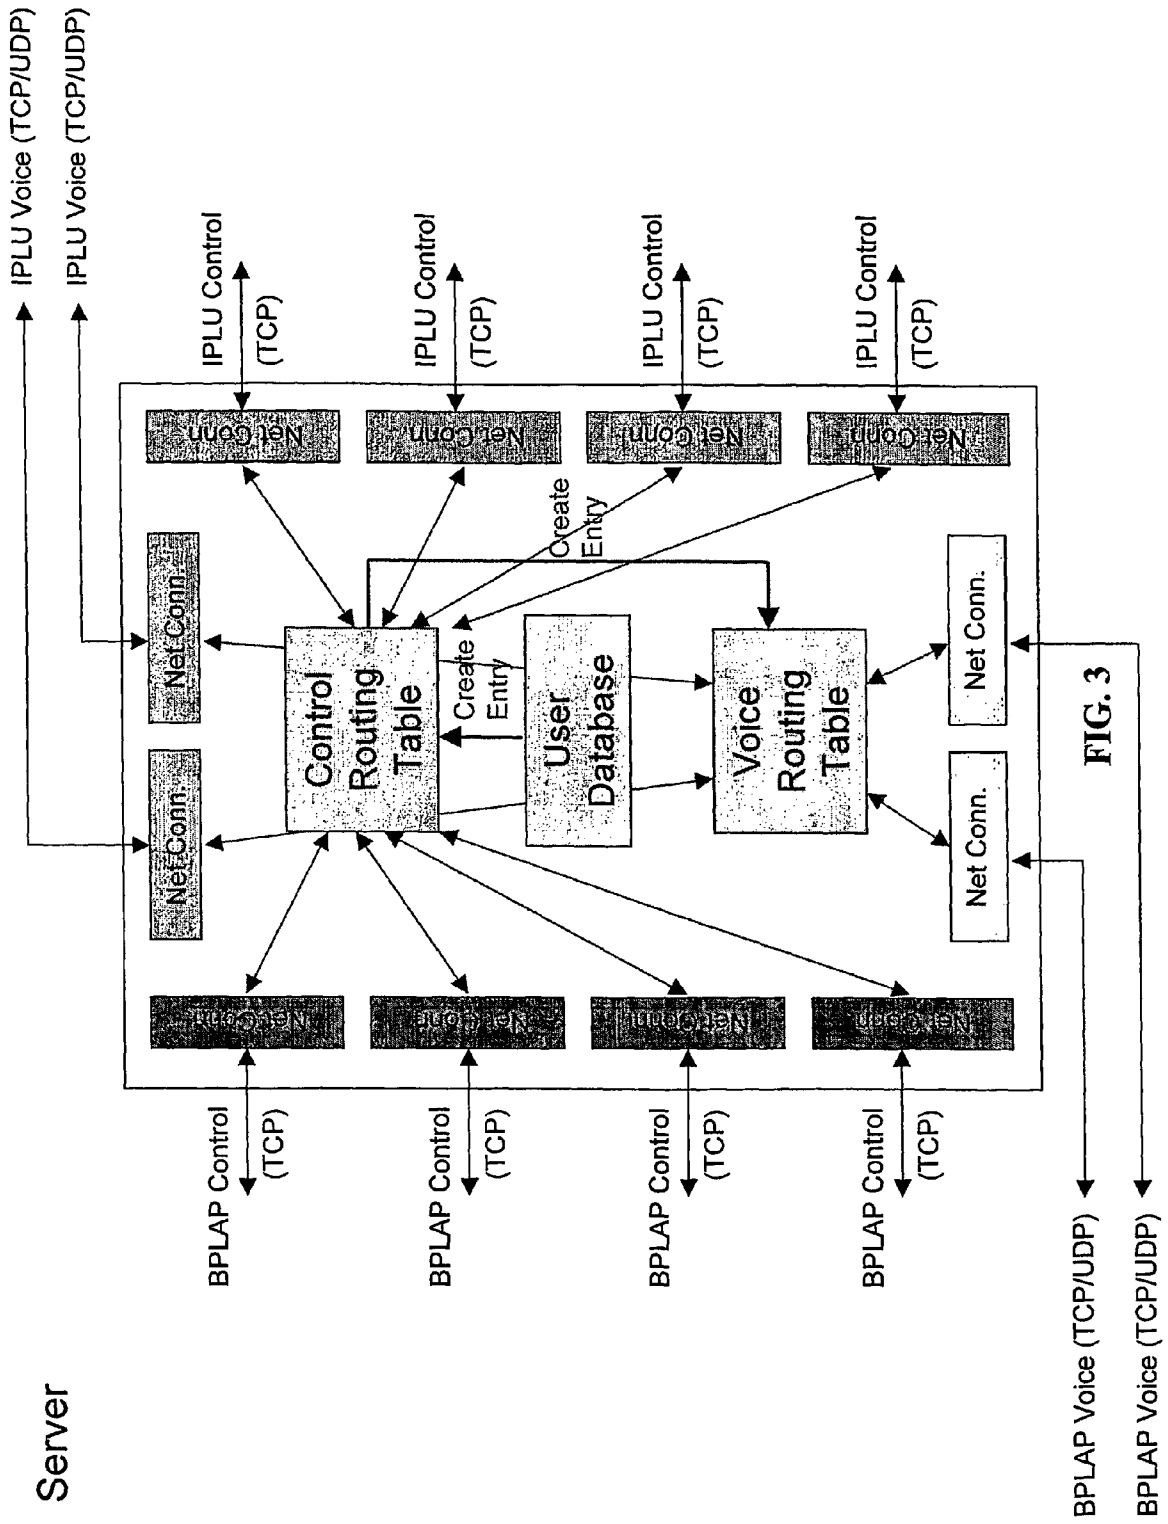 Server
IPLU Voice (TCP/UDP)
IPLU Voice (TCP/UDP)
BPLAP Control
(TCP)
BPLAP Control
(TCP)
BPLAP Control
(TCP)
BPLAP Control
(TCP)
Net Conn.
Net Conn.
Net Conn.
Net Conn.
Net Conn.
Net Conn.
Control
Routing
Table
Create
Entry
User
Database
Create
Entry
Voice
Routing
Table
Net Conn.
Net Conn.
Net Conn.
Net Conn.
Net Conn.
Net Conn.
IPLU Control
(TCP)
IPLU Control
(TCP)
IPLU Control
(TCP)
IPLU Control
(TCP)
BPLAP Voice (TCP/UDP)
BPLAP Voice (TCP/UDP)
FIG. 3